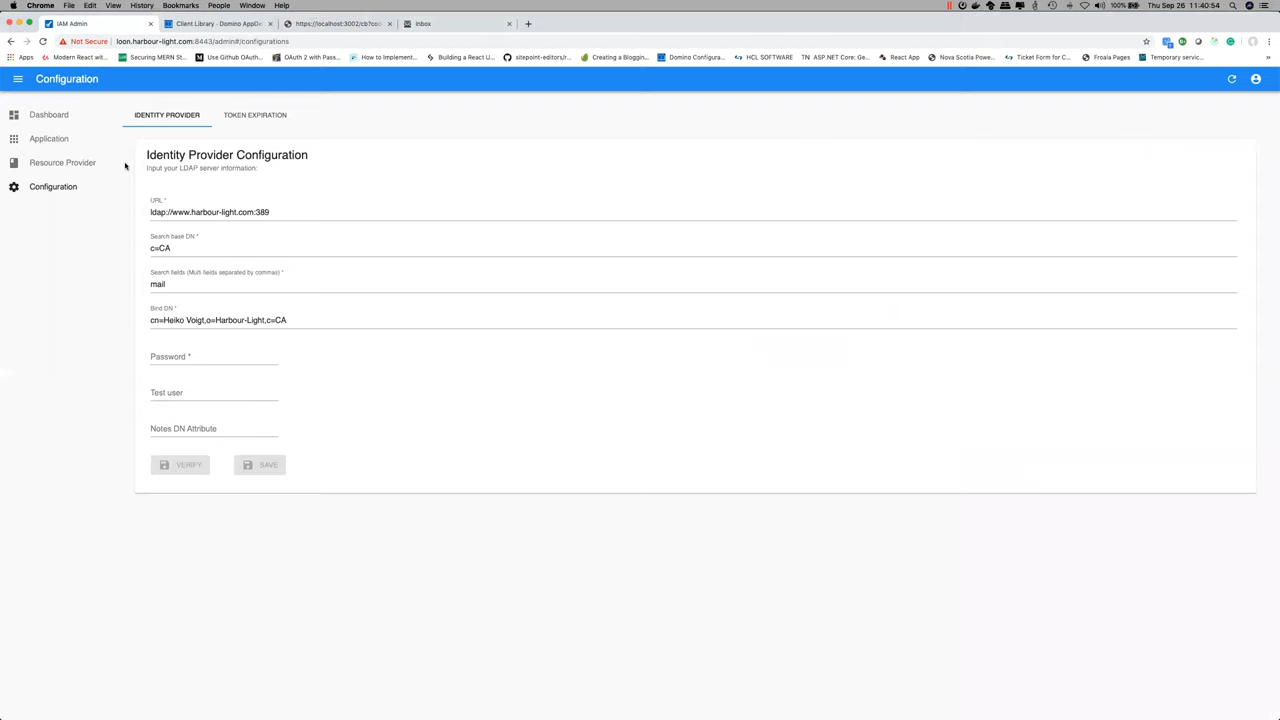 Chrome File Edit View History Bookmarks People Window Help 100% Thu Sep 26 11:40:54
IAM Admin Client Library - Domino AppDe https://localhost:3002/cb?co Inbox
Not Secure loon.harbour-light.com:8443/admin#/configurations
Apps Modern React wit... Securing MERN St... Use Github OAuth... OAuth 2 with Pass... How to Implement... Building a React U... sitepoint-editors/r... Creating a Bloggin... Domino Configura... HCL SOFTWARE ASP.NET Core: Ge... React App Nova Scotia Powe... Ticket Form for C... Froala Pages Temporary servic... »
Configuration
Dashboard
Application
Resource Provider
Configuration
IDENTITY PROVIDER TOKEN EXPIRATION
Identity Provider Configuration
Input your LDAP server information:
URL *
ldap://www.harbour-light.com:389
Search base DN *
c=CA
Search fields (Multi fields separated by commas) *
mail
Bind DN *
cn=Heiko Voigt,o=Harbour-Light,c=CA
Password *
Test user
Notes DN Attribute
VERIFY SAVE